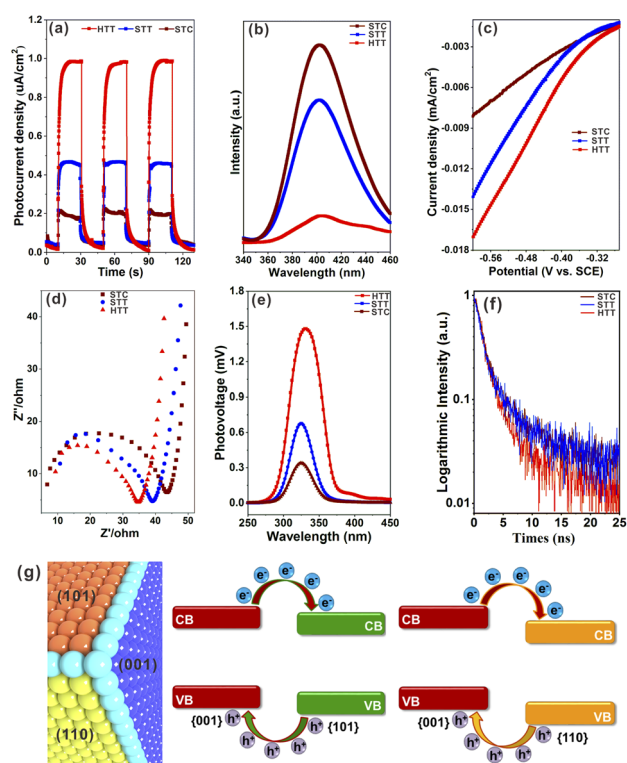 (a) HTT STT STC
Photocurrent density (uA/cm²)
1.0
0.8
0.6
0.4
0.2
0.0
0 30 60 90 120
Time (s)
(b) STC
STT
HTT
Intensity (a.u.)
340 360 380 400 420 440 460
Wavelength (nm)
(c)
STC
STT
HTT
Current density (mA/cm²)
-0.003
-0.006
-0.009
-0.012
-0.015
-0.018
-0.56 -0.48 -0.40 -0.32
Potential (V vs. SCE)
(d) STC
STT
HTT
Z''/ohm
40
30
20
10
10 20 30 40 50
Z'/ohm
(e) HTT
STT
STC
Photovoltage (mV)
1.8
1.5
1.2
0.9
0.6
0.3
0.0
250 300 350 400 450
Wavelength (nm)
(f) STC
STT
HTT
Logarithmic Intensity (a.u.)
1
0.1
0.01
0 5 10 15 20 25
Times (ns)
(g)
(101)
(001)
(110)
e⁻ e⁻ e⁻ e⁻ e⁻
CB CB
VB VB
{001} h⁺ h⁺ h⁺ h⁺ h⁺ {101}
e⁻ e⁻ e⁻ e⁻ e⁻
CB CB
VB VB
{001} h⁺ h⁺ h⁺ h⁺ h⁺ {110}